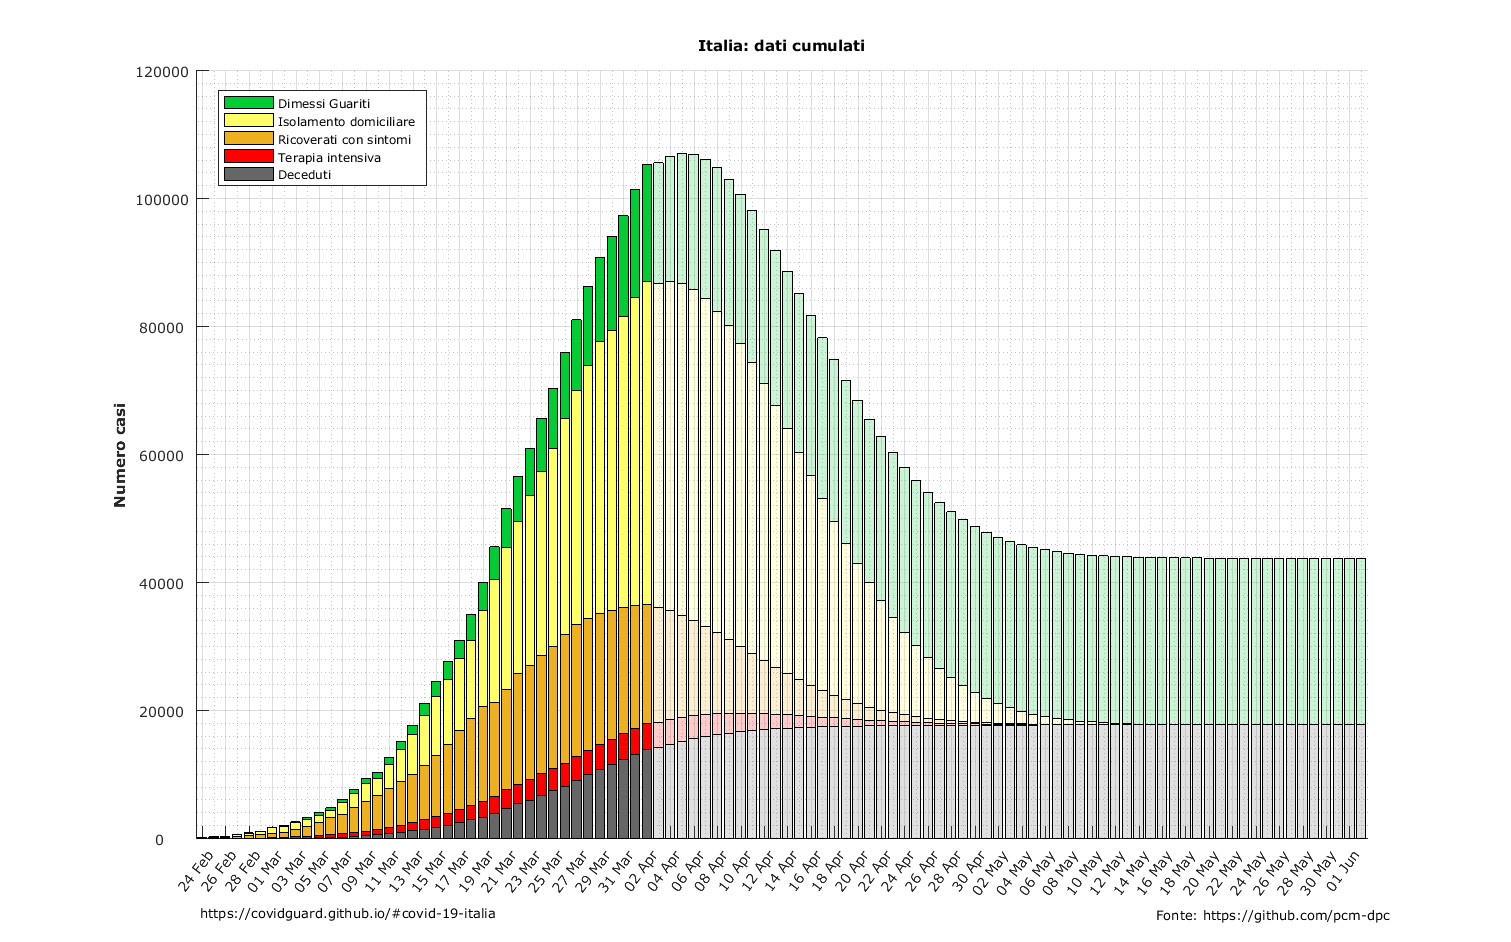 Italia: dati cumulati
120000
100000
80000
60000
40000
20000
0
Numero casi
Dimessi Guariti
Isolamento domiciliare
Ricoverati con sintomi
Terapia intensiva
Deceduti
24 Feb
26 Feb
28 Feb
01 Mar
03 Mar
05 Mar
07 Mar
09 Mar
11 Mar
13 Mar
15 Mar
17 Mar
19 Mar
21 Mar
23 Mar
25 Mar
27 Mar
29 Mar
31 Mar
02 Apr
04 Apr
06 Apr
08 Apr
10 Apr
12 Apr
14 Apr
16 Apr
18 Apr
20 Apr
22 Apr
24 Apr
26 Apr
28 Apr
30 Apr
02 May
04 May
06 May
08 May
10 May
12 May
14 May
16 May
18 May
20 May
22 May
24 May
26 May
28 May
30 May
01 Jun
https://covidguard.github.io/#covid-19-italia
Fonte: https://github.com/pcm-dpc